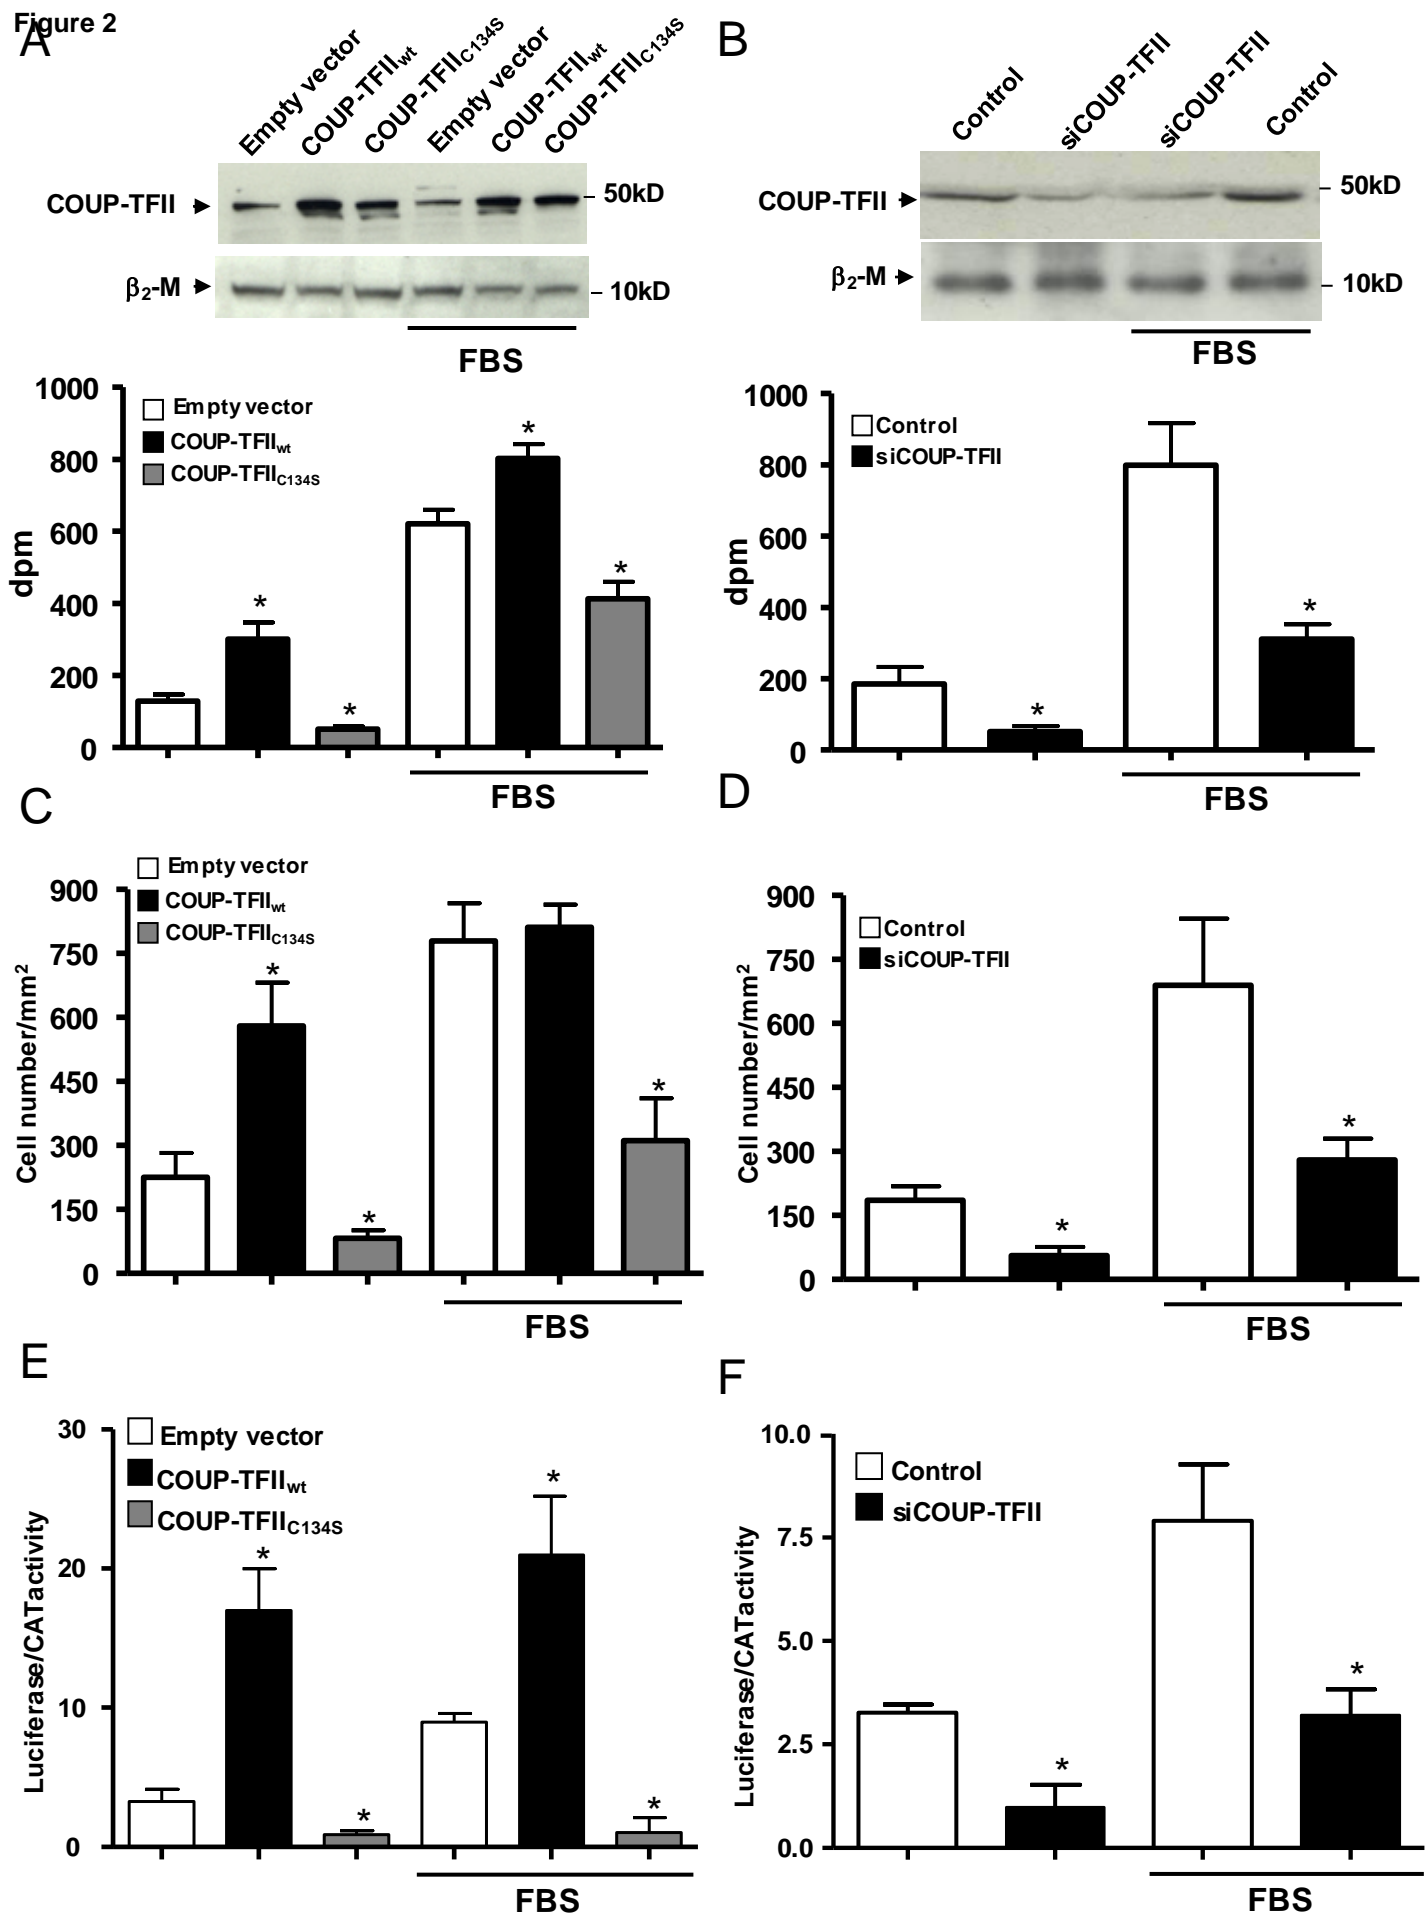 Figure 2
A
Empty vector
COUP-TFIIwt
COUP-TFIIC134S
Empty vector
COUP-TFIIwt
COUP-TFIIC134S
COUP-TFII
50kD
β2-M
10kD
FBS
1000
800
600
400
200
0
dpm
Empty vector
COUP-TFIIwt
COUP-TFIIC134S
*
*
*
*
FBS
B
Control
siCOUP-TFII
siCOUP-TFII
Control
COUP-TFII
50kD
β2-M
10kD
FBS
1000
800
600
400
200
0
dpm
Control
siCOUP-TFII
*
*
FBS
C
Empty vector
COUP-TFIIwt
COUP-TFIIC134S
900
750
600
450
300
150
0
Cell number/mm2
*
*
*
FBS
D
Control
siCOUP-TFII
900
750
600
450
300
150
0
Cell number/mm2
*
*
FBS
E
Empty vector
COUP-TFIIwt
COUP-TFIIC134S
30
20
10
0
Luciferase/CATactivity
*
*
*
*
FBS
F
Control
siCOUP-TFII
10.0
7.5
5.0
2.5
0.0
Luciferase/CATactivity
*
*
FBS